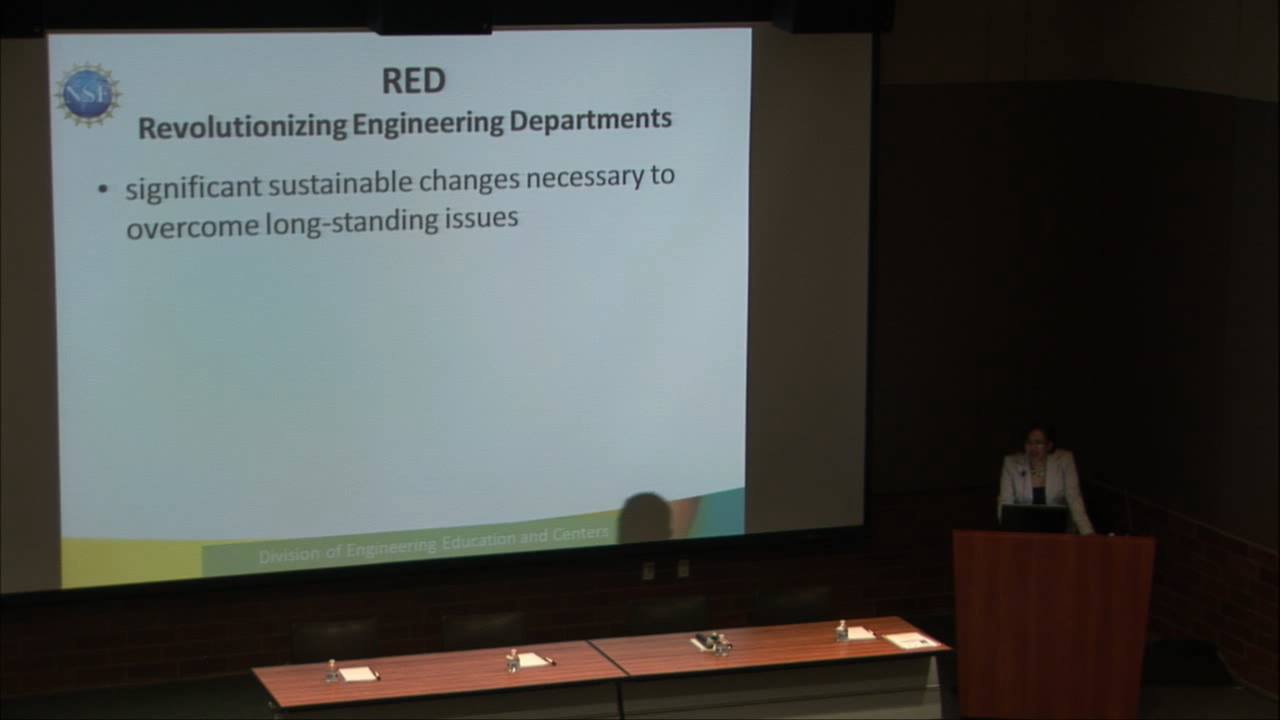 NSF
RED
Revolutionizing Engineering Departments
• significant sustainable changes necessary to
overcome long-standing issues
Division of Engineering Education and Centers